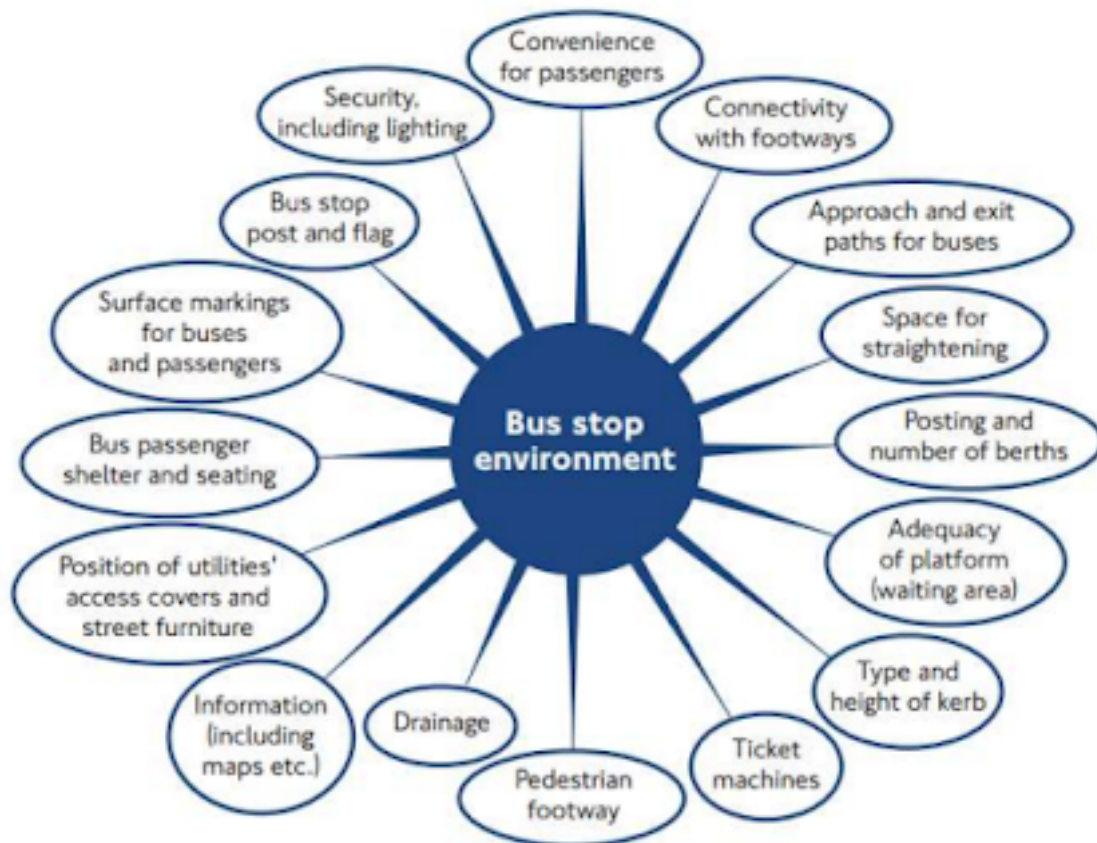 Convenience
for passengers
Connectivity
with footways
Approach and exit
paths for buses
Space for
straightening
Posting and
number of berths
Adequacy
of platform
(waiting area)
Type and
height of kerb
Ticket
machines
Pedestrian
footway
Drainage
Information
(including
maps etc.)
Position of utilities'
access covers and
street furniture
Bus passenger
shelter and seating
Surface markings
for buses
and passengers
Bus stop
post and flag
Security,
including lighting
Bus stop
environment